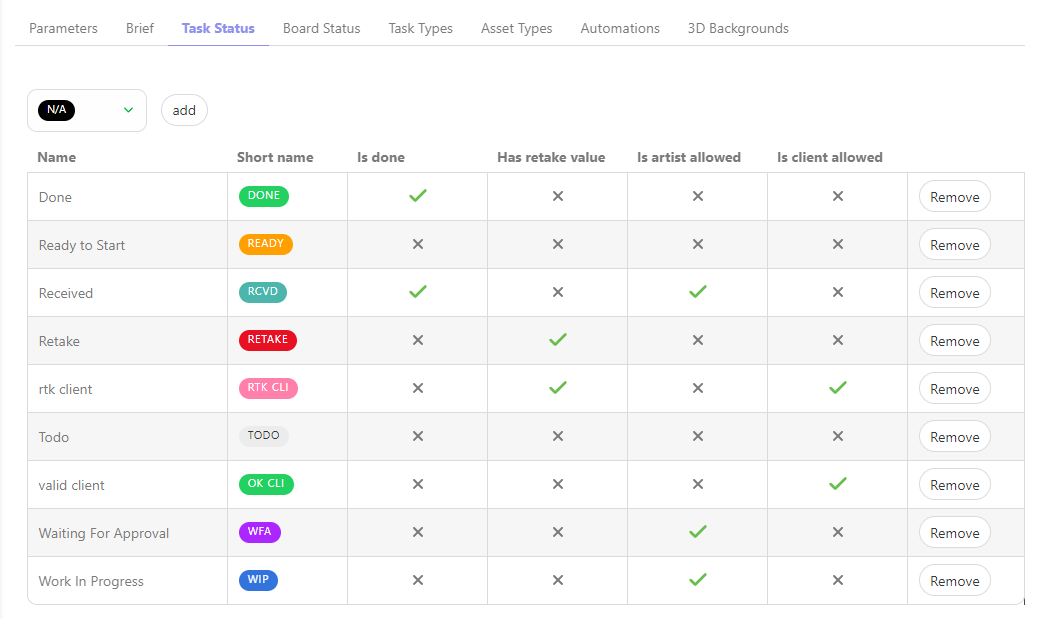 Parameters Brief Task Status Board Status Task Types Asset Types Automations 3D Backgrounds
N/A add
Name Short name Is done Has retake value Is artist allowed Is client allowed
Done DONE Remove
Ready to Start READY Remove
Received RCVD Remove
Retake RETAKE Remove
rtk client RTK CLI Remove
Todo TODO Remove
valid client OK CLI Remove
Waiting For Approval WFA Remove
Work In Progress WIP Remove